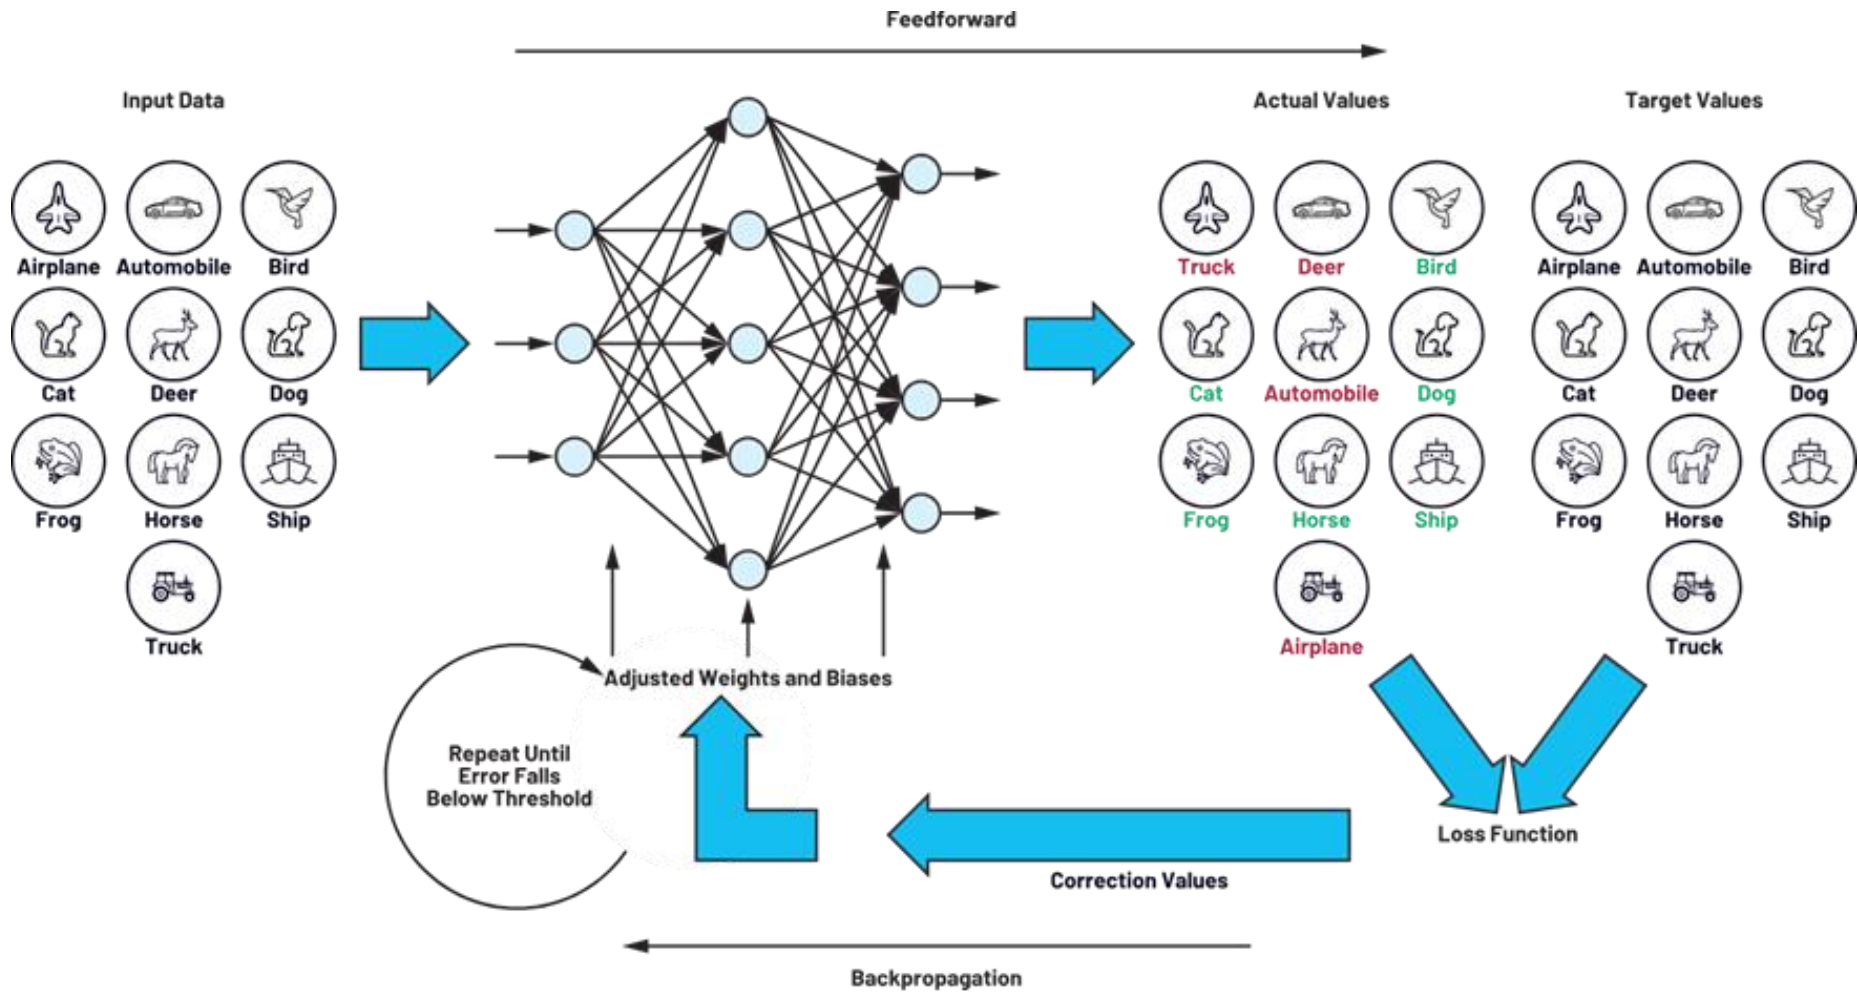 Feedforward
Input Data
Actual Values
Target Values
Airplane Automobile Bird
Truck Deer Bird
Airplane Automobile Bird
Cat Deer Dog
Cat Automobile Dog
Cat Deer Dog
Frog Horse Ship
Frog Horse Ship
Frog Horse Ship
Truck
Airplane
Truck
Adjusted Weights and Biases
Repeat Until
Error Falls
Below Threshold
Loss Function
Correction Values
Backpropagation